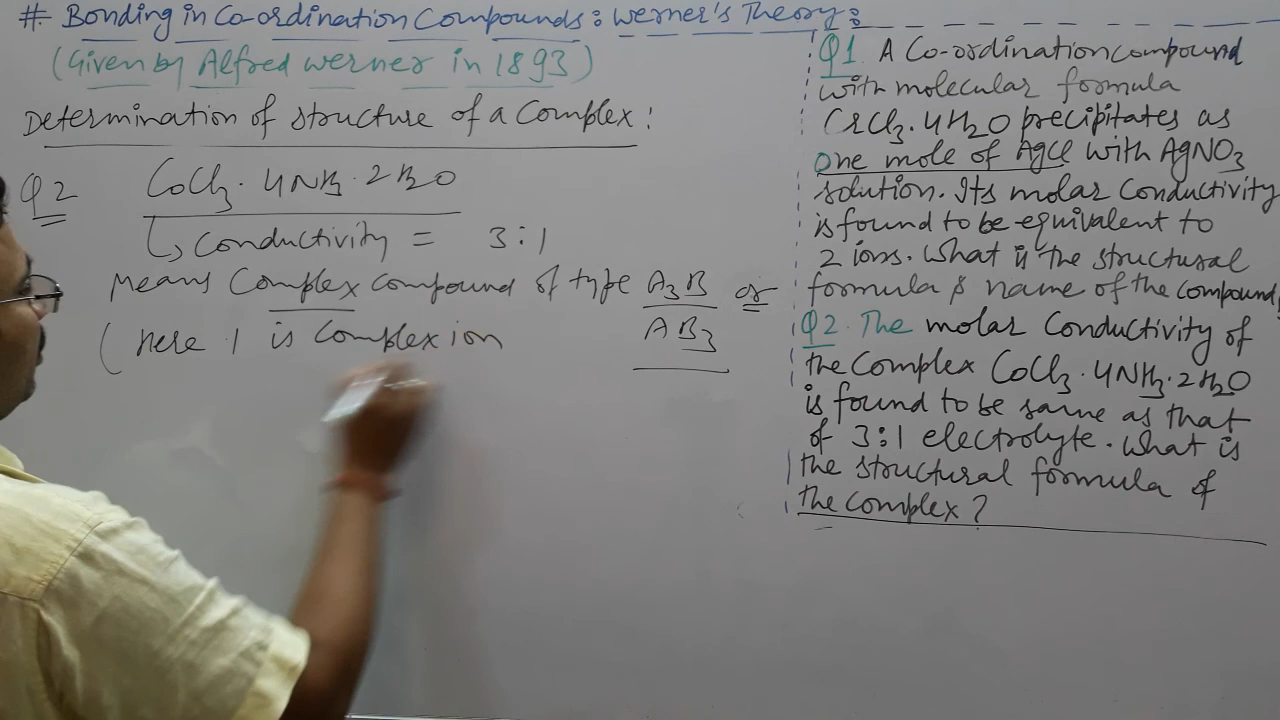 # Bonding in Co-ordination Compounds: Werner's Theory:
(Given by Alfred Werner in 1893)
Determination of structure of a Complex:
Q2 CoCl3. 4NH3. 2H2O
↳ Conductivity = 3:1
Means Complex compound of type A3B or
AB3
(here 1 is complex ion
Q1. A Co-ordination compound
with molecular formula
CrCl3. 4H2O precipitates as
one mole of AgCl with AgNO3
solution. Its molar Conductivity
is found to be equivalent to
2 ions. What is the structural
formula & name of the compound?
Q2. The molar Conductivity of
the Complex CoCl3. 4NH3. 2H2O
is found to be same as that
of 3:1 electrolyte. What is
the structural formula of
the complex?